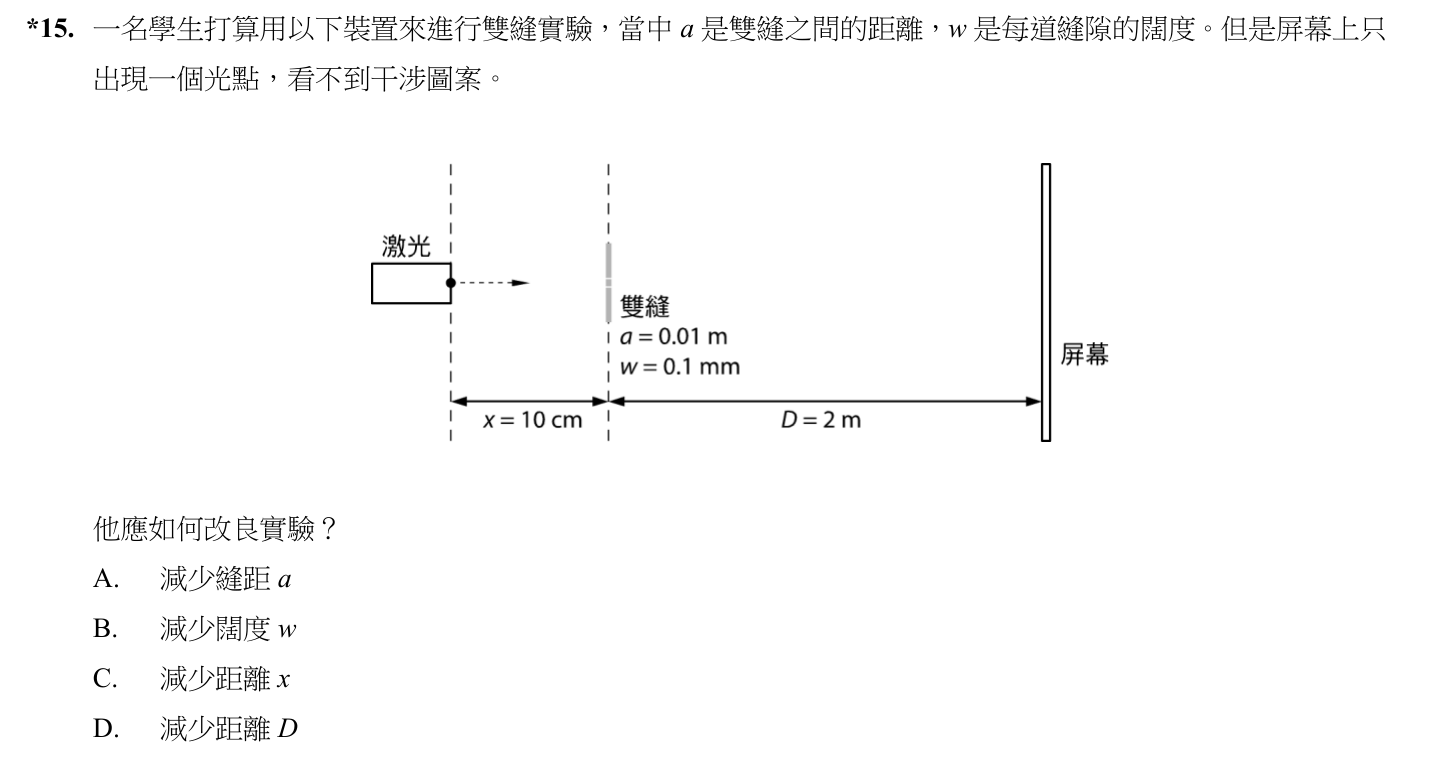 *15. 一名學生打算用以下裝置來進行雙縫實驗，當中 a 是雙縫之間的距離，w 是每道縫隙的闊度。但是屏幕上只
出現一個光點，看不到干涉圖案。
激光
雙縫
a = 0.01 m
w = 0.1 mm
屏幕
x = 10 cm
D = 2 m
他應如何改良實驗？
A. 減少縫距 a
B. 減少闊度 w
C. 減少距離 x
D. 減少距離 D